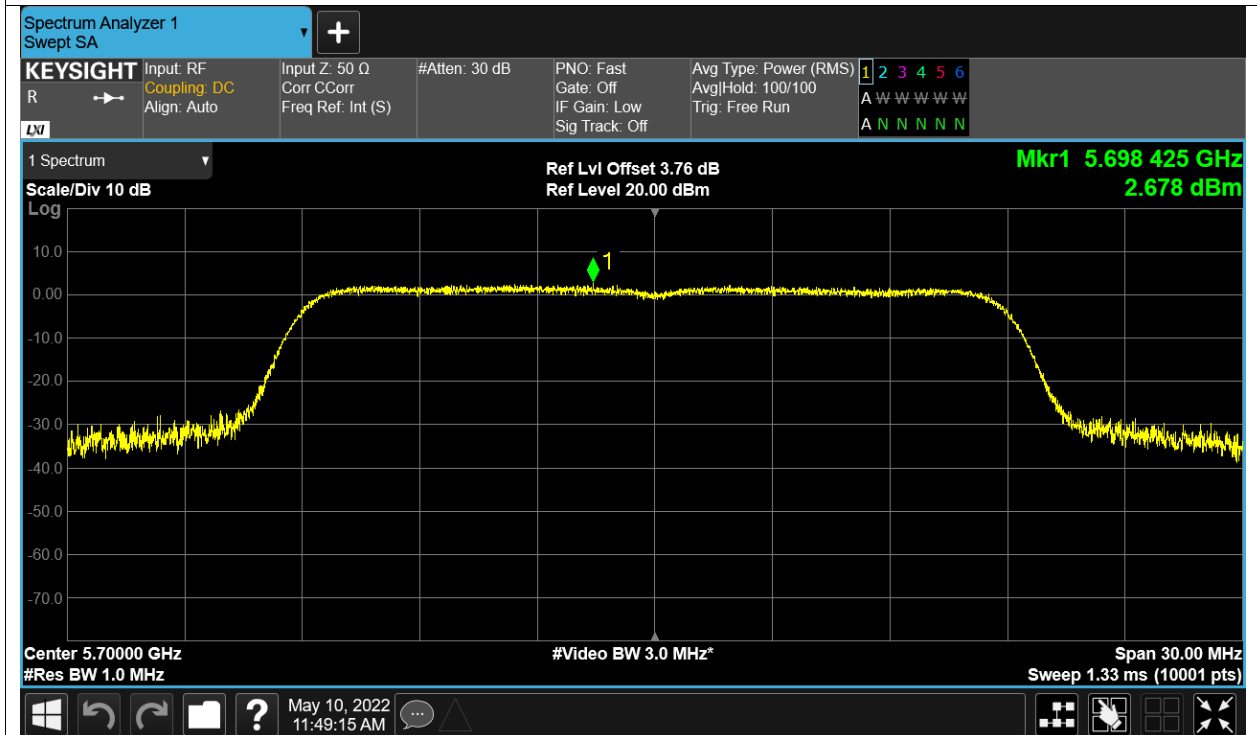 Spectrum Analyzer 1
Swept SA
+
KEYSIGHT
R
LXI
Input: RF
Coupling: DC
Align: Auto
Input Z: 50 Ω
Corr CCorr
Freq Ref: Int (S)
#Atten: 30 dB
PNO: Fast
Gate: Off
IF Gain: Low
Sig Track: Off
Avg Type: Power (RMS)
Avg|Hold: 100/100
Trig: Free Run
1 2 3 4 5 6
A W W W W W
A N N N N N
1 Spectrum
Scale/Div 10 dB
Log
Ref Lvl Offset 3.76 dB
Ref Level 20.00 dBm
Mkr1 5.698 425 GHz
2.678 dBm
1
10.0
0.00
-10.0
-20.0
-30.0
-40.0
-50.0
-60.0
-70.0
Center 5.70000 GHz
#Res BW 1.0 MHz
#Video BW 3.0 MHz*
Span 30.00 MHz
Sweep 1.33 ms (10001 pts)
?
May 10, 2022
11:49:15 AM